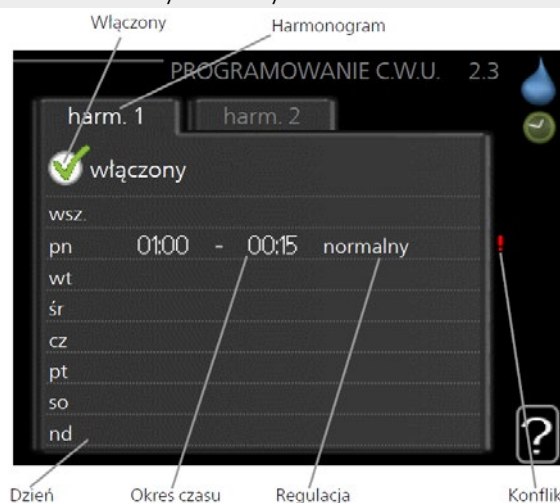 Włączony
Harmonogram
PROGRAMOWANIE C.W.U. 2.3
harm. 1
harm. 2
włączony
wsz.
pn 01:00 - 00:15 normalny
wt
śr
cz
pt
so
nd
Dzień
Okres czasu
Regulacja